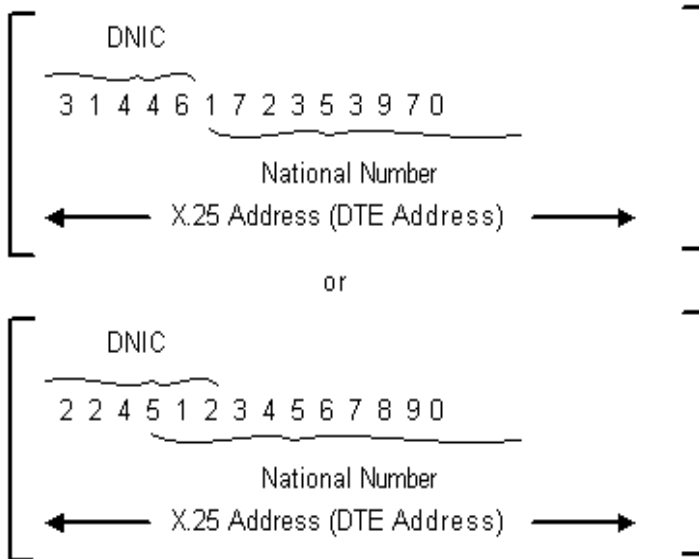 DNIC
3 1 4 4 6 1 7 2 3 5 3 9 7 0
National Number
X.25 Address (DTE Address)
or
DNIC
2 2 4 5 1 2 3 4 5 6 7 8 9 0
National Number
X.25 Address (DTE Address)